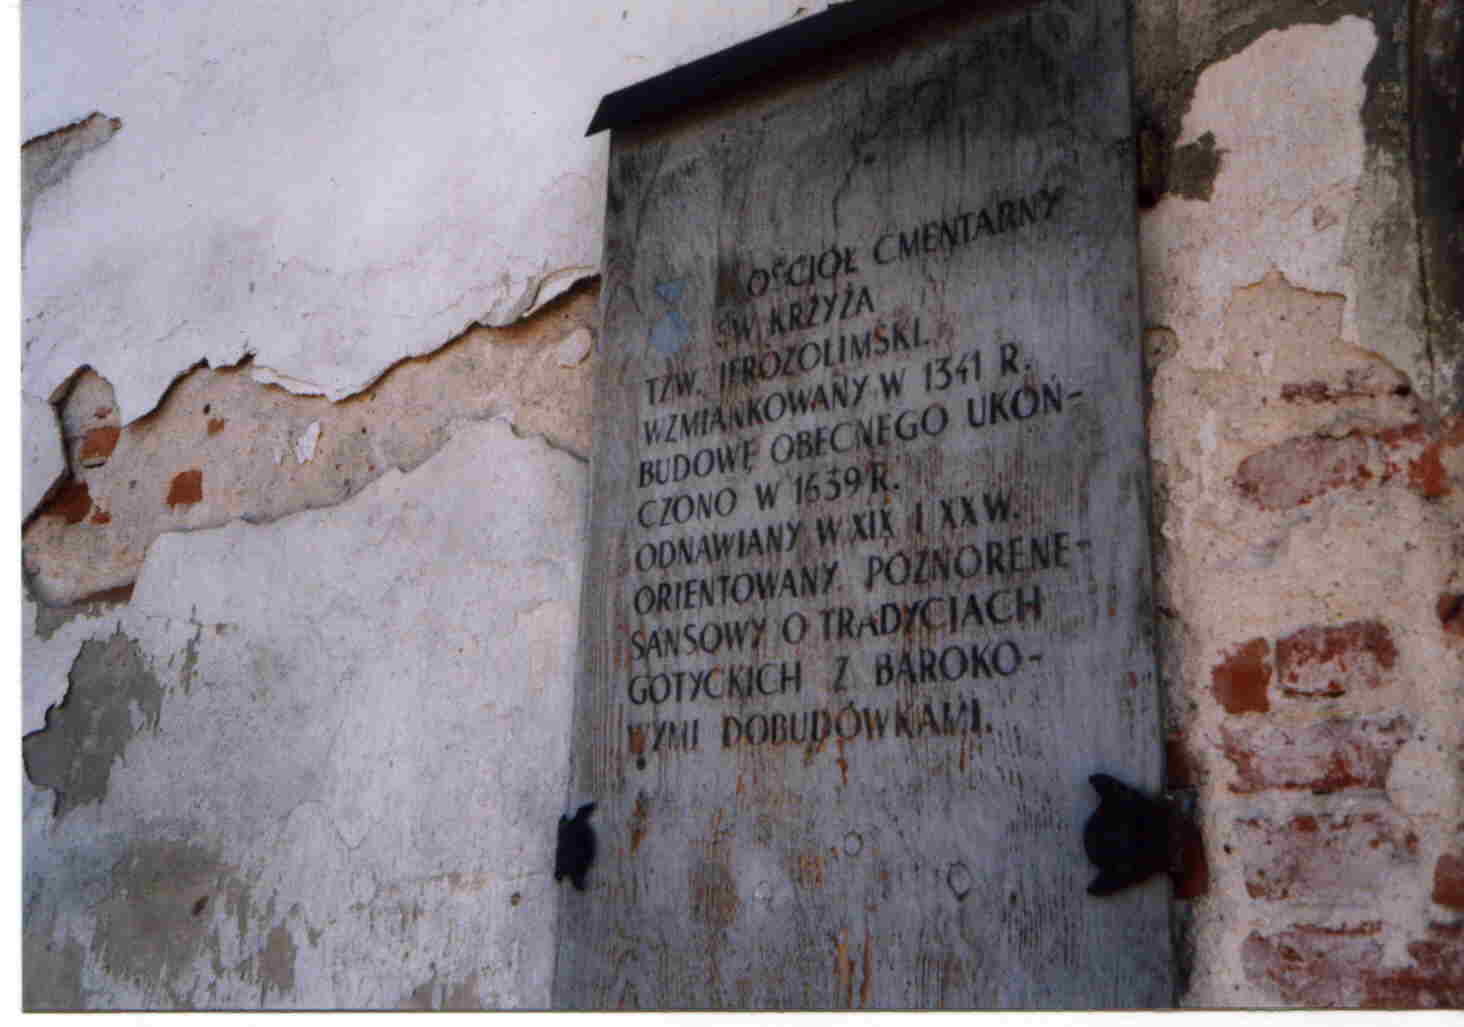 OŚCIÓŁ CMENTARNY
ŚW. KRZYŻA
TZW. JEROZOLIMSKI.
WZMIANKOWANY W 1341 R.
BUDOWĘ OBECNEGO UKOŃ-
CZONO W 1639 R.
ODNAWIANY W XIX I XX W.
ORIENTOWANY. POZNORENE-
SANSOWY O TRADYCJACH
GOTYCKICH Z BAROKO-
WYMI DOBUDÓWKAMI.